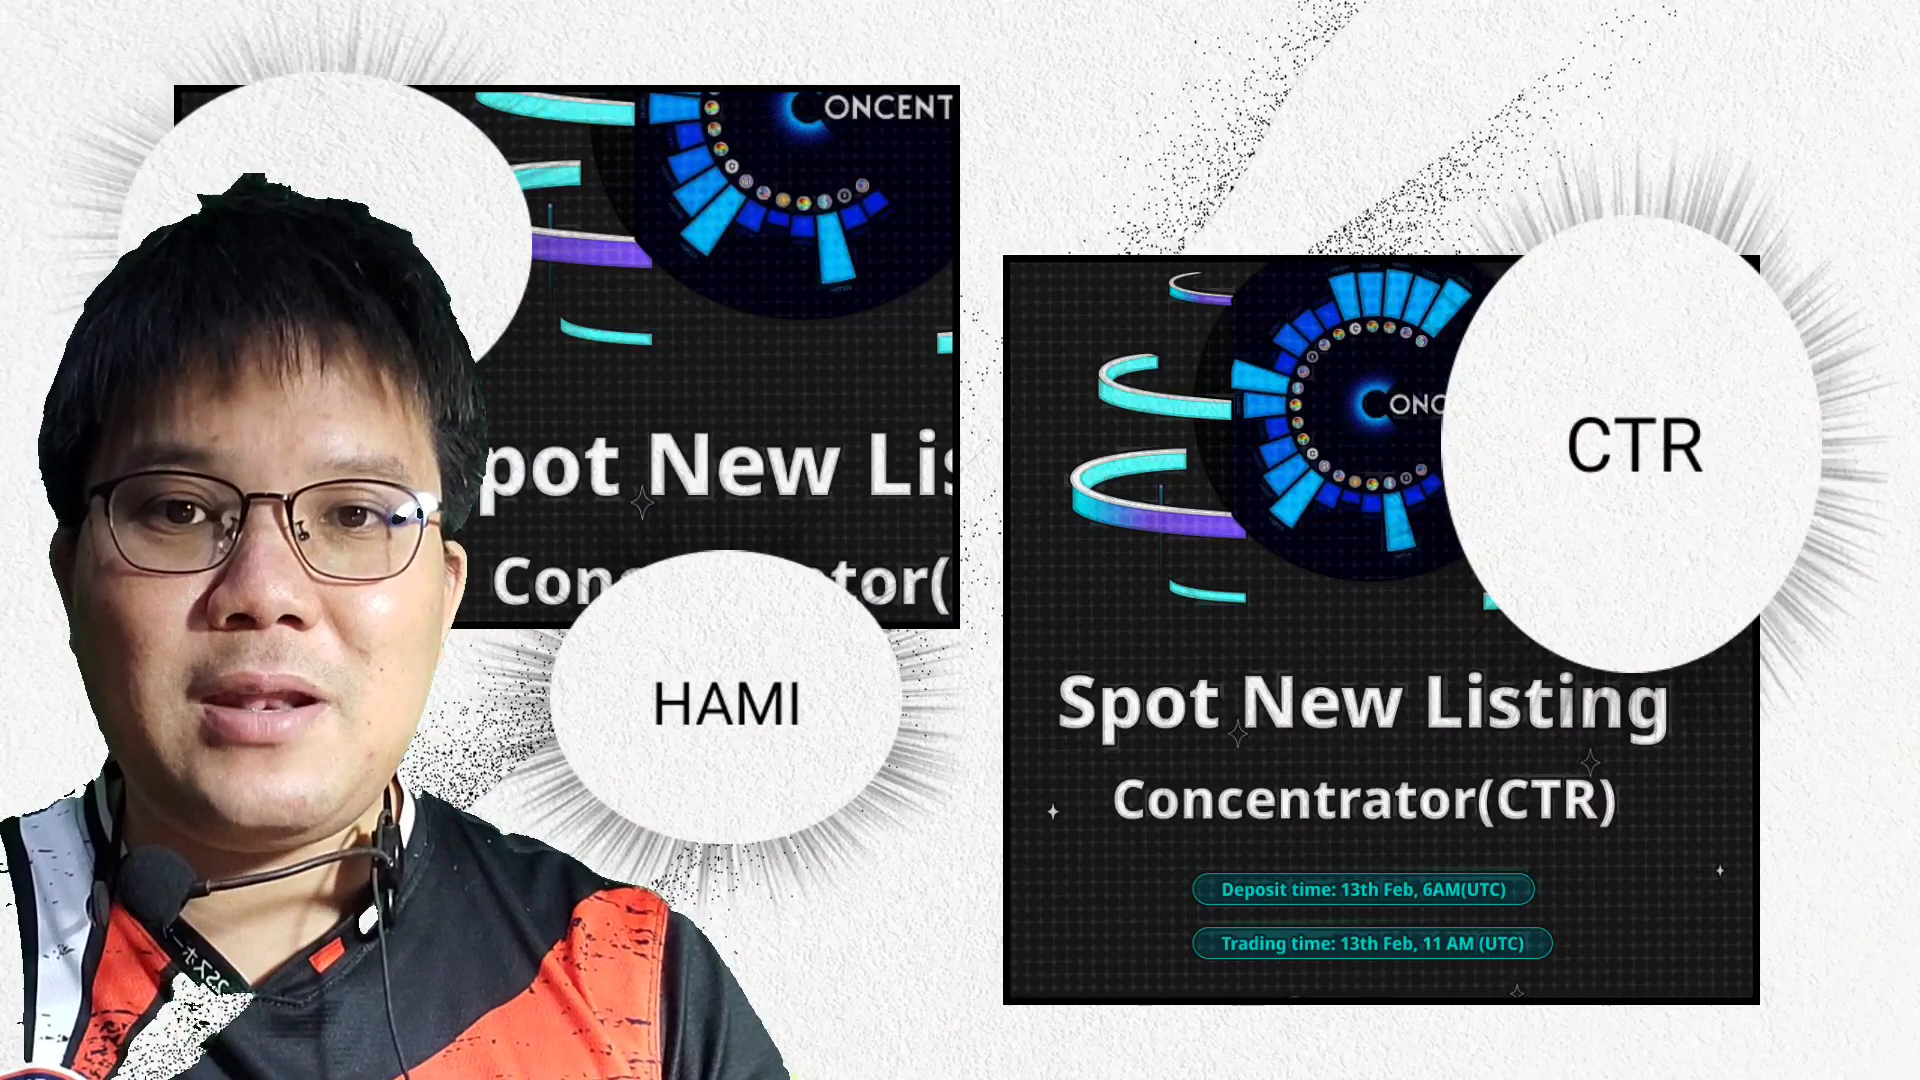 ONCENT
pot New Lis
Con
tor(
HAMI
ONC
CTR
Spot New Listing
Concentrator(CTR)
Deposit time: 13th Feb, 6AM(UTC)
Trading time: 13th Feb, 11 AM (UTC)